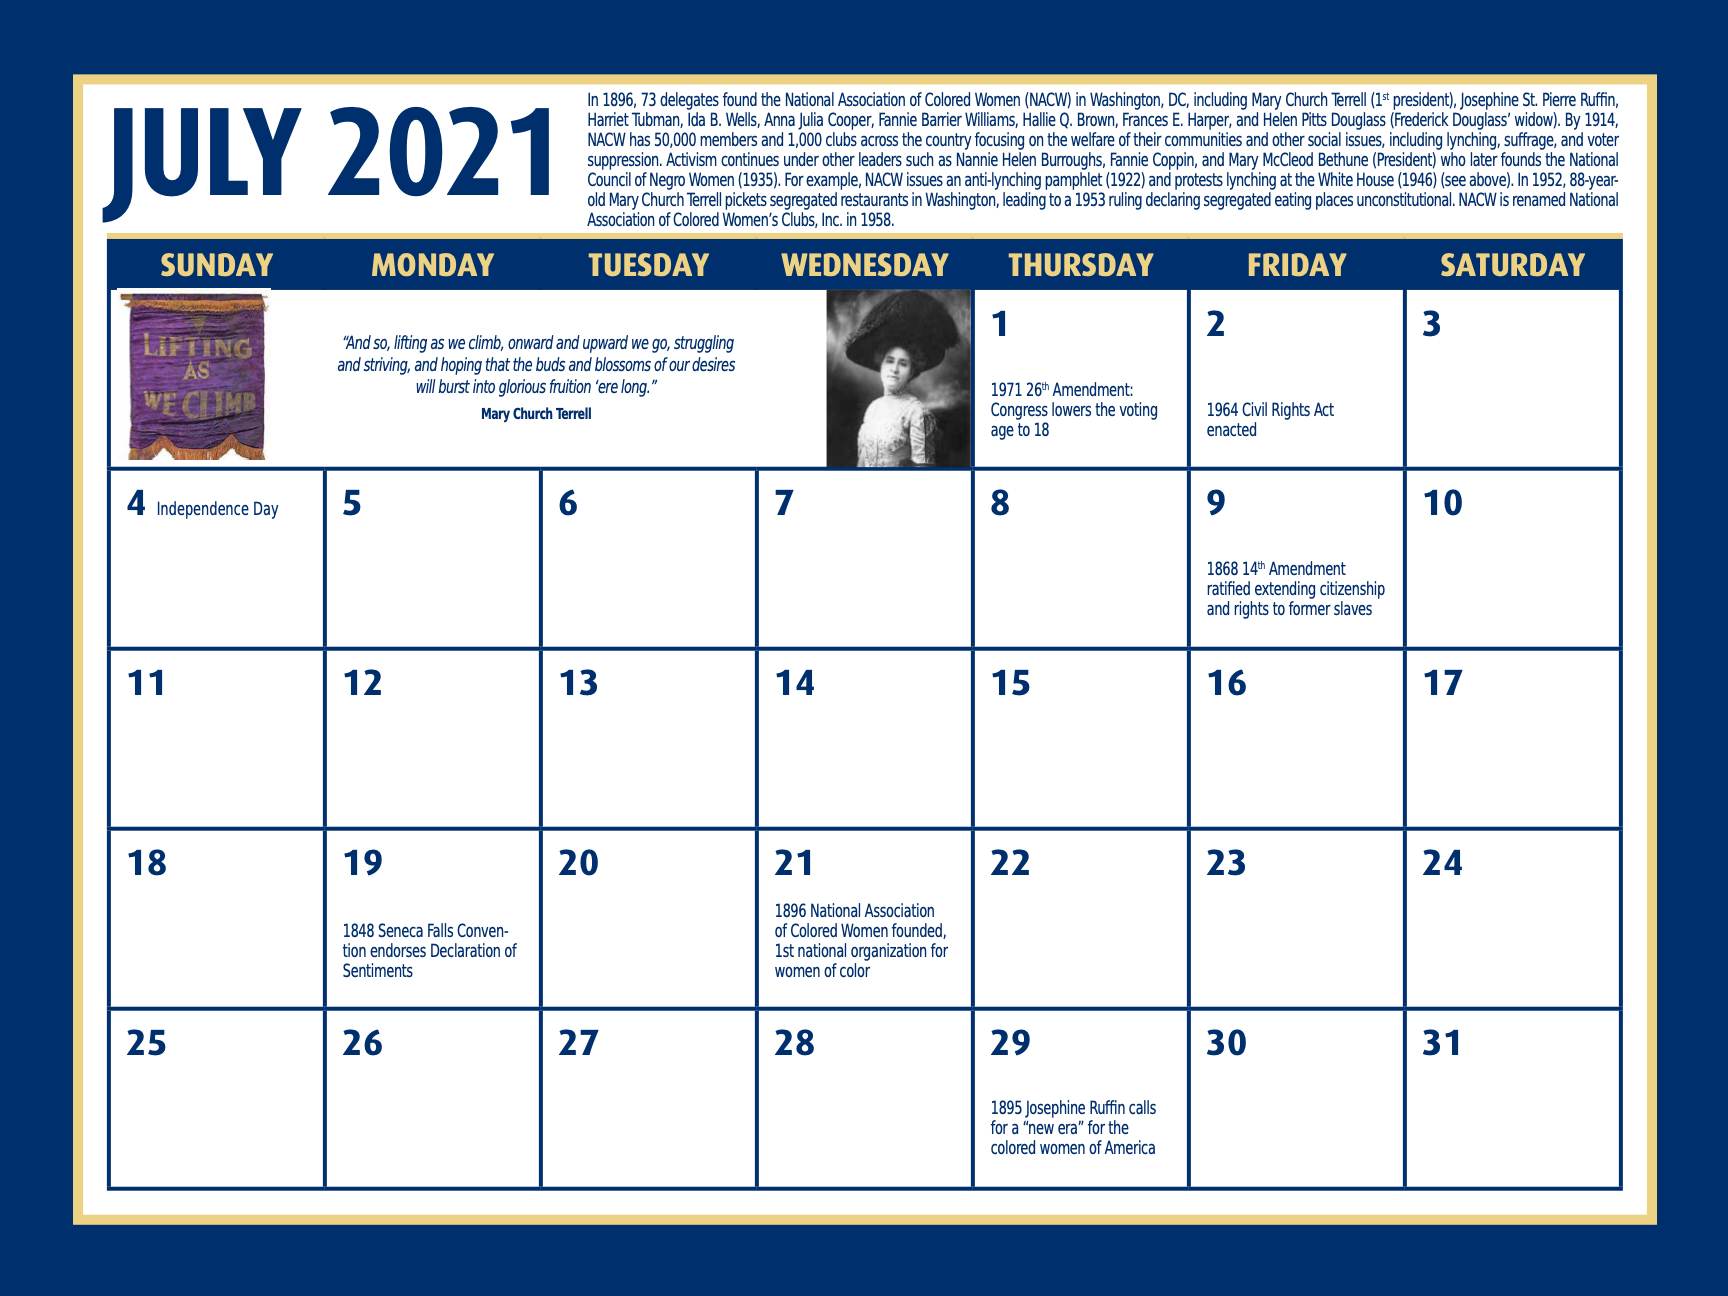 JULY 2021
In 1896, 73 delegates found the National Association of Colored Women (NACW) in Washington, DC, including Mary Church Terrell (1st president), Josephine St. Pierre Ruffin,
Harriet Tubman, Ida B. Wells, Anna Julia Cooper, Fannie Barrier Williams, Hallie Q. Brown, Frances E. Harper, and Helen Pitts Douglass (Frederick Douglass’ widow). By 1914,
NACW has 50,000 members and 1,000 clubs across the country focusing on the welfare of their communities and other social issues, including lynching, suffrage, and voter
suppression. Activism continues under other leaders such as Nannie Helen Burroughs, Fannie Coppin, and Mary McCleod Bethune (President) who later founds the National
Council of Negro Women (1935). For example, NACW issues an anti-lynching pamphlet (1922) and protests lynching at the White House (1946) (see above). In 1952, 88-year-
old Mary Church Terrell pickets segregated restaurants in Washington, leading to a 1953 ruling declaring segregated eating places unconstitutional. NACW is renamed National
Association of Colored Women’s Clubs, Inc. in 1958.
SUNDAY MONDAY TUESDAY WEDNESDAY THURSDAY FRIDAY SATURDAY
LIFTING
AS
WE CLIMB
“And so, lifting as we climb, onward and upward we go, struggling
and striving, and hoping that the buds and blossoms of our desires
will burst into glorious fruition ‘ere long.”
Mary Church Terrell
1
1971 26th Amendment:
Congress lowers the voting
age to 18
2
1964 Civil Rights Act
enacted
3
4 Independence Day
5
6
7
8
9
1868 14th Amendment
ratified extending citizenship
and rights to former slaves
10
11
12
13
14
15
16
17
18
19
1848 Seneca Falls Conven-
tion endorses Declaration of
Sentiments
20
21
1896 National Association
of Colored Women founded,
1st national organization for
women of color
22
23
24
25
26
27
28
29
1895 Josephine Ruffin calls
for a “new era” for the
colored women of America
30
31